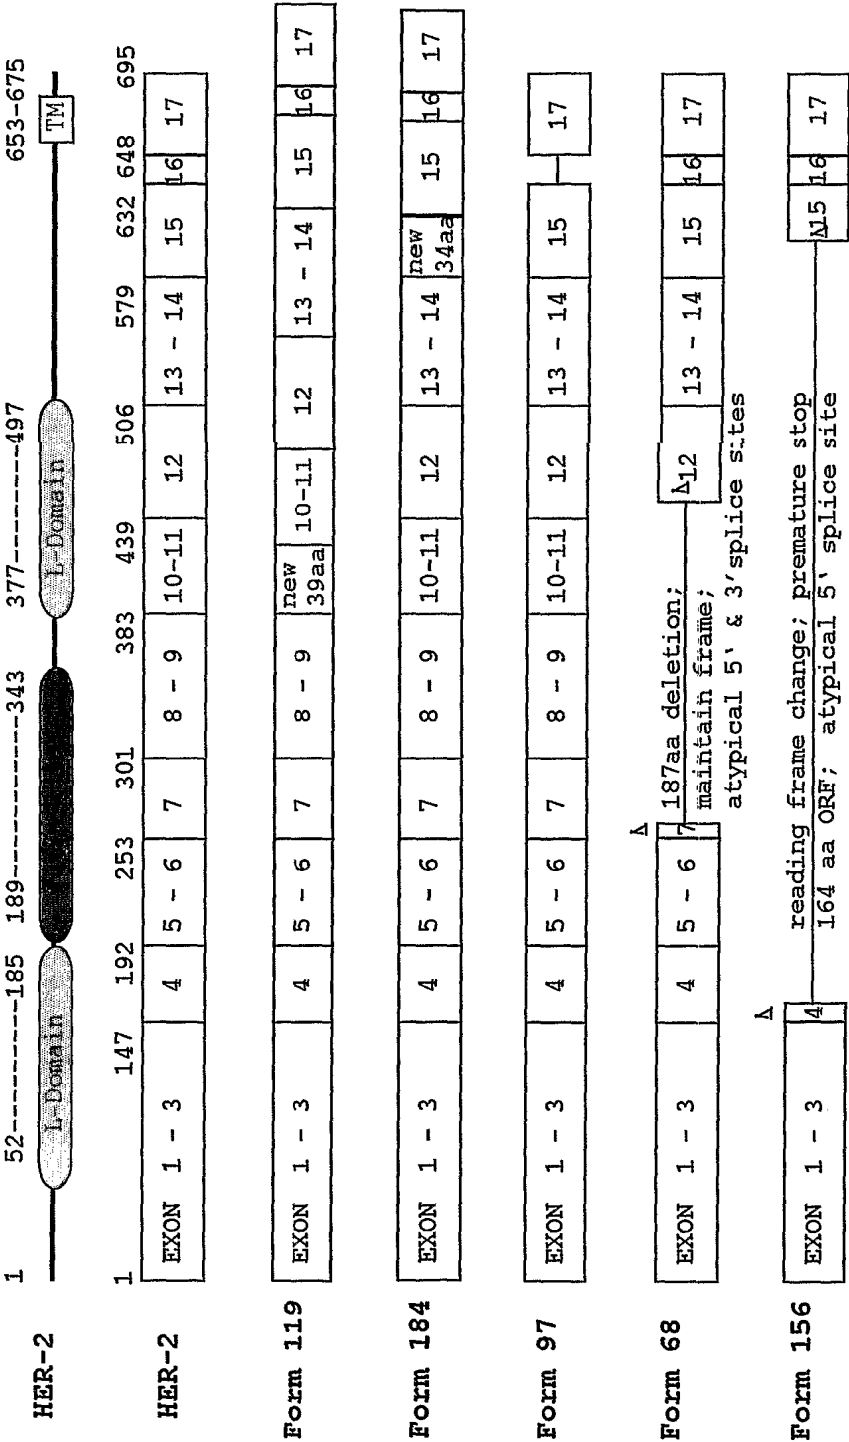 1 52--------185 189-----------343 377--------497 653-675
HER-2 L-Domain L-Domain TM
1 147 192 253 301 383 439 506 579 632 648 695
HER-2 EXON 1 - 3 4 5 - 6 7 8 - 9 10-11 12 13 - 14 15 16 17
Form 119 EXON 1 - 3 4 5 - 6 7 8 - 9 new 39aa 10-11 12 13 - 14 15 16 17
Form 184 EXON 1 - 3 4 5 - 6 7 8 - 9 10-11 12 13 - 14 new 34aa 15 16 17
Form 97 EXON 1 - 3 4 5 - 6 7 8 - 9 10-11 12 13 - 14 15 17
Δ
Form 68 EXON 1 - 3 4 5 - 6 7 Δ12 13 - 14 15 16 17
187aa deletion;
maintain frame;
atypical 5' & 3'splice sites
Δ
Form 156 EXON 1 - 3 4 Δ15 16 17
reading frame change; premature stop
164 aa ORF; atypical 5' splice site